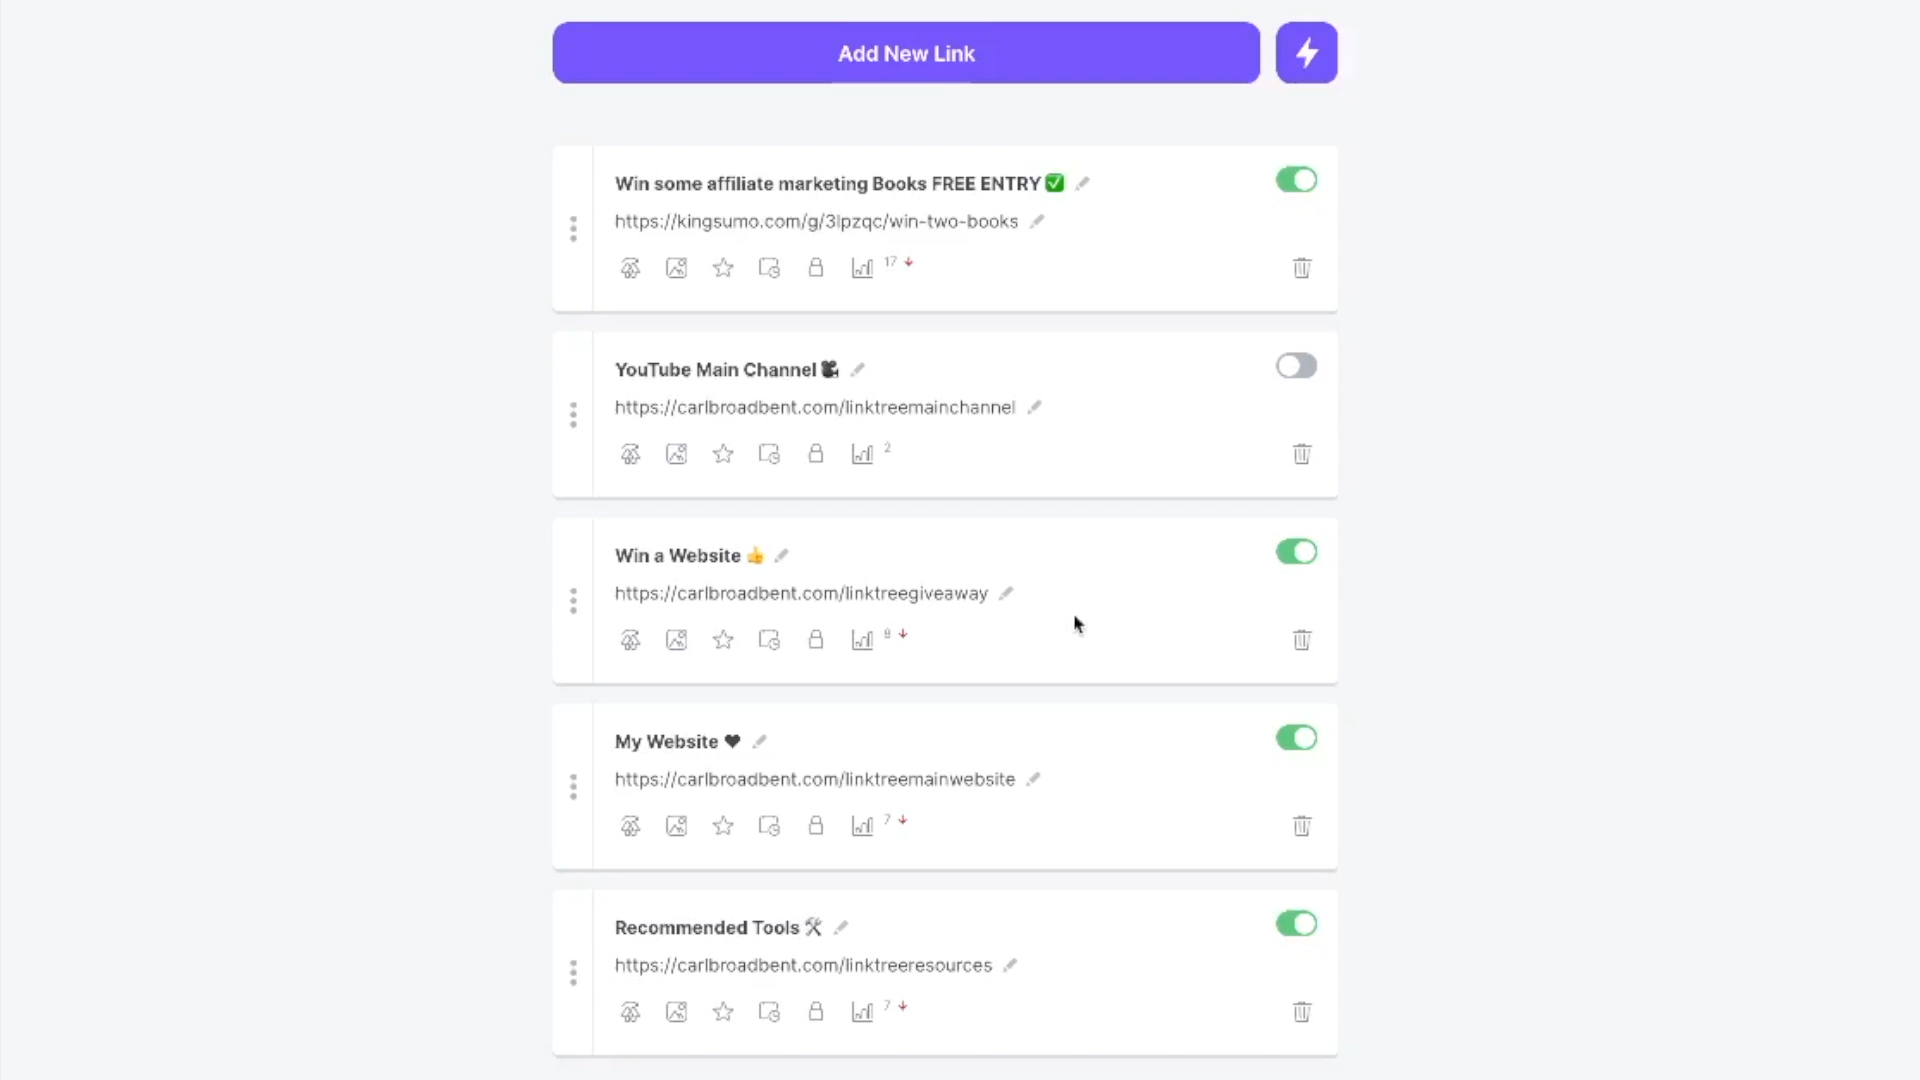 Add New Link
Win some affiliate marketing Books FREE ENTRY ✅
https://kingsumo.com/g/3lpzqc/win-two-books
17
YouTube Main Channel 🎥
https://carlbroadbent.com/linktreemainchannel
2
Win a Website 👍
https://carlbroadbent.com/linktreegiveaway
8
My Website 🖤
https://carlbroadbent.com/linktreemainwebsite
7
Recommended Tools 🛠
https://carlbroadbent.com/linktreeresources
7